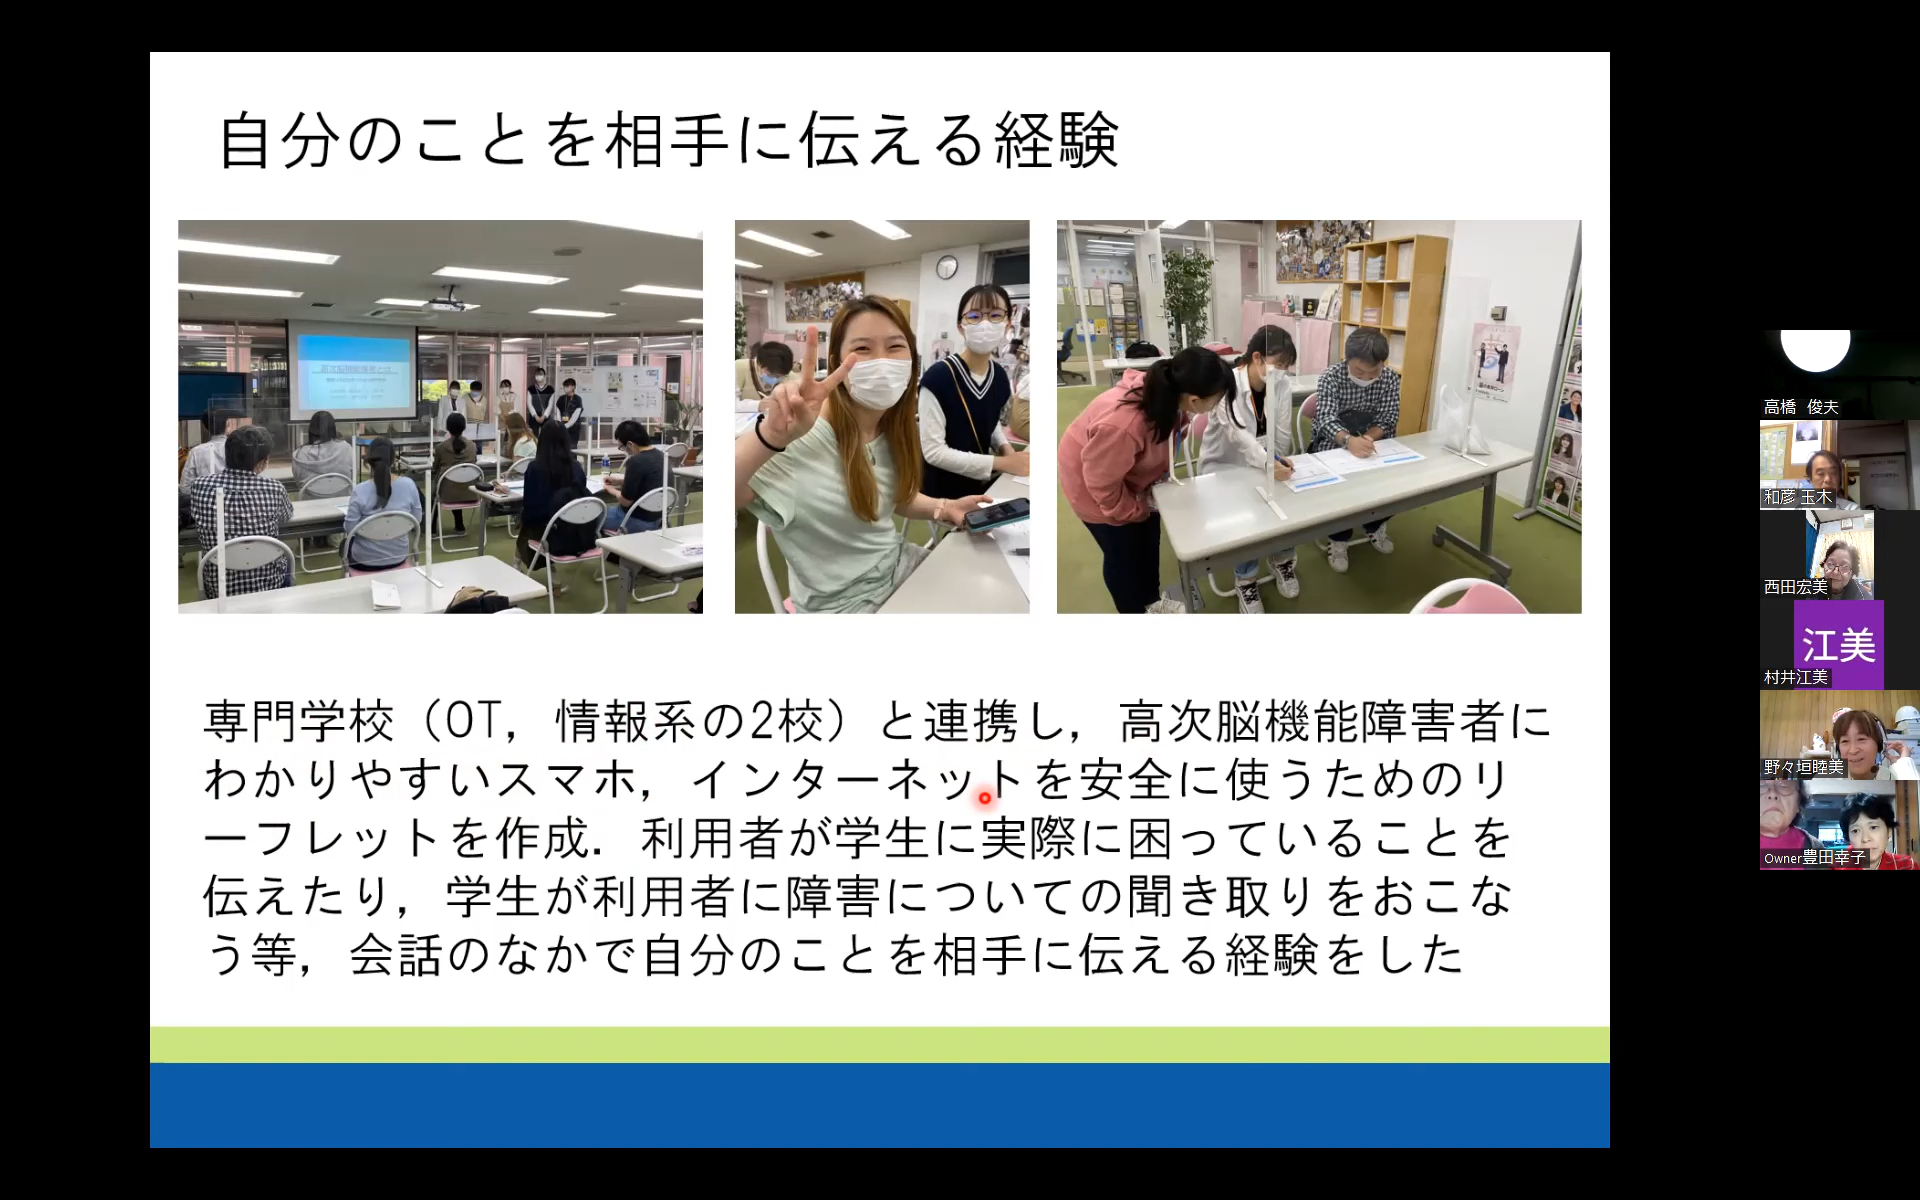 自分のことを相手に伝える経験
高次脳機能障害とは
専門学校（OT，情報系の2校）と連携し，高次脳機能障害者に
わかりやすいスマホ，インターネットを安全に使うためのリ
ーフレットを作成．利用者が学生に実際に困っていることを
伝えたり，学生が利用者に障害についての聞き取りをおこな
う等，会話のなかで自分のことを相手に伝える経験をした
高橋 俊夫
和彦 玉木
西田宏美
江美
村井江美
野々垣睦美
Owner豊田幸子